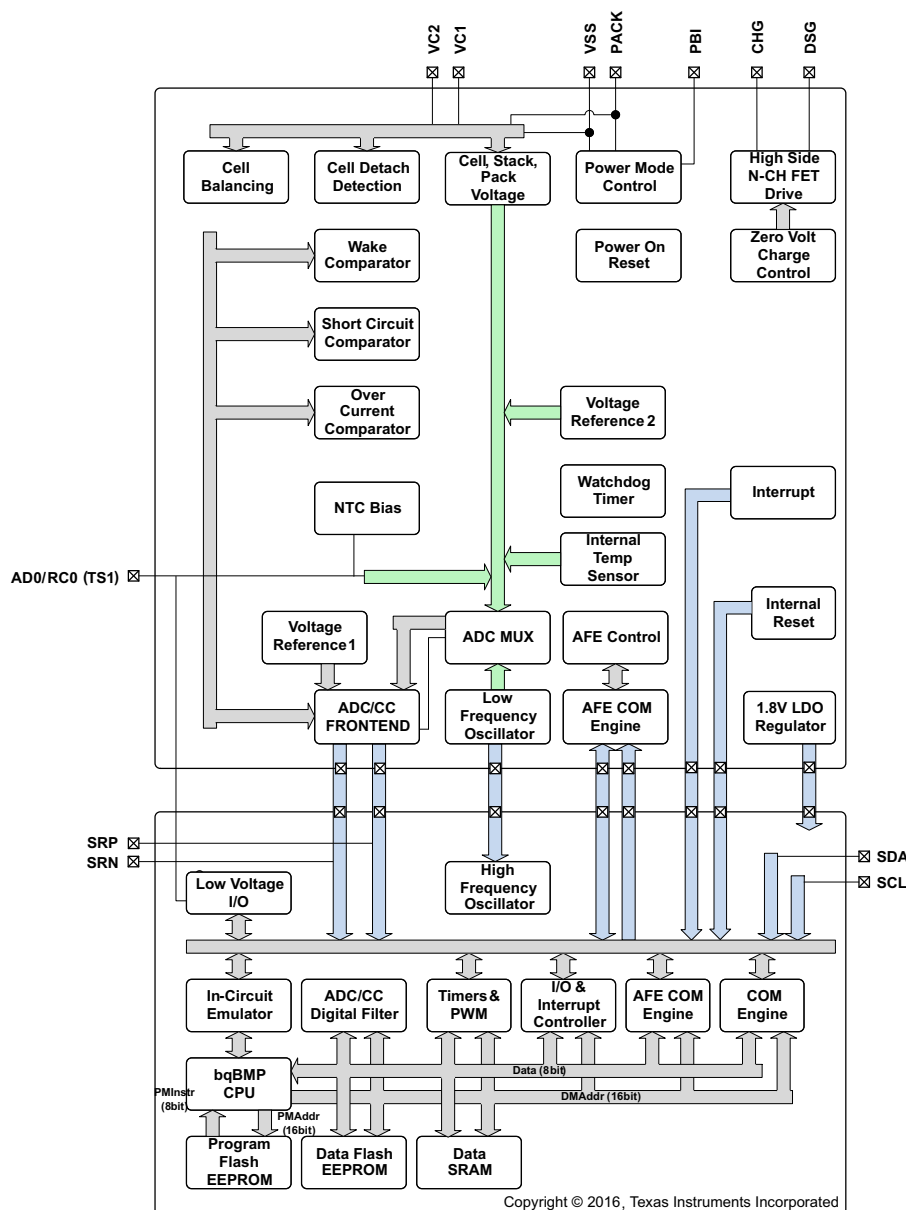 VC2
VC1
VSS
PACK
PBI
CHG
DSG
Cell
Balancing
Cell Detach
Detection
Cell, Stack,
Pack
Voltage
Power Mode
Control
High Side
N-CH FET
Drive
Wake
Comparator
Power On
Reset
Zero Volt
Charge
Control
Short Circuit
Comparator
Over
Current
Comparator
Voltage
Reference 2
NTC Bias
Watchdog
Timer
Interrupt
AD0/RC0 (TS1)
Internal
Temp
Sensor
Voltage
Reference 1
ADC MUX
AFE Control
Internal
Reset
ADC/CC
FRONTEND
Low
Frequency
Oscillator
AFE COM
Engine
1.8V LDO
Regulator
SRP
SRN
SDA
SCL
Low Voltage
I/O
High
Frequency
Oscillator
In-Circuit
Emulator
ADC/CC
Digital Filter
Timers &
PWM
I/O &
Interrupt
Controller
AFE COM
Engine
COM
Engine
bqBMP
CPU
Data (8bit)
DMAddr (16bit)
PMInstr
(8bit)
PMAddr
(16bit)
Program
Flash
EEPROM
Data Flash
EEPROM
Data
SRAM
Copyright © 2016, Texas Instruments Incorporated